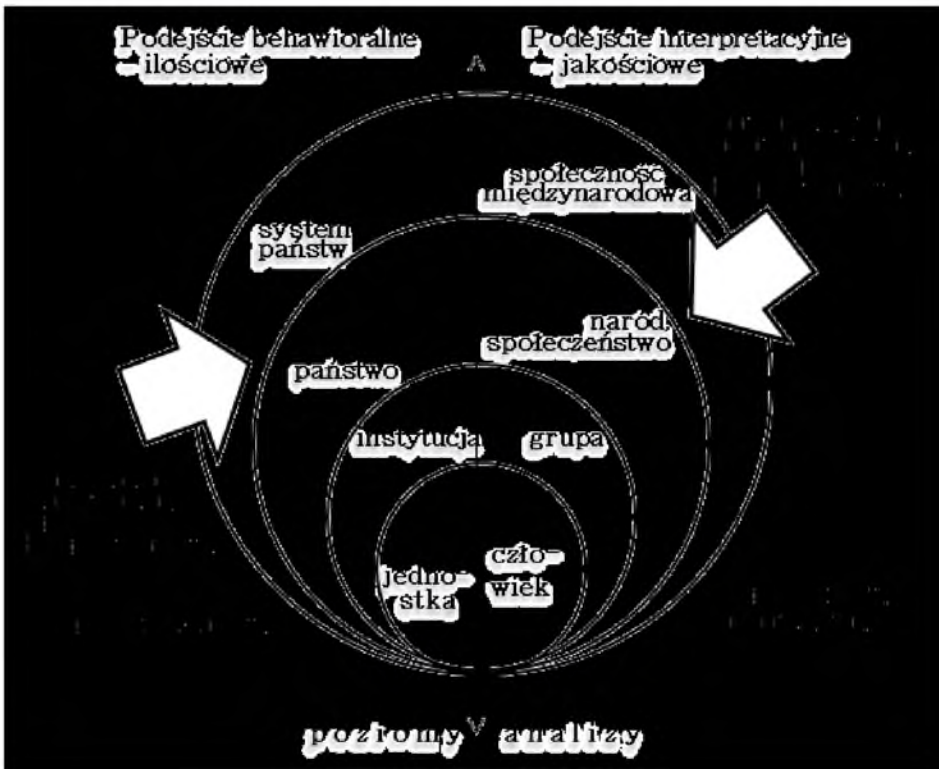 Podejście behawioralne
– ilościowe
Podejście interpretacyjne
– jakościowe
społeczność
międzynarodowa
system
państw
naród,
społeczeństwo
państwo
instytucja
grupa
jedno-
stka
czło-
wiek
poziomy analizy